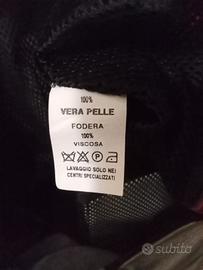 100%
VERA PELLE
FODERA
100%
VISCOSA
P
LAVAGGIO SOLO NEI
CENTRI SPECIALIZZATI
subito